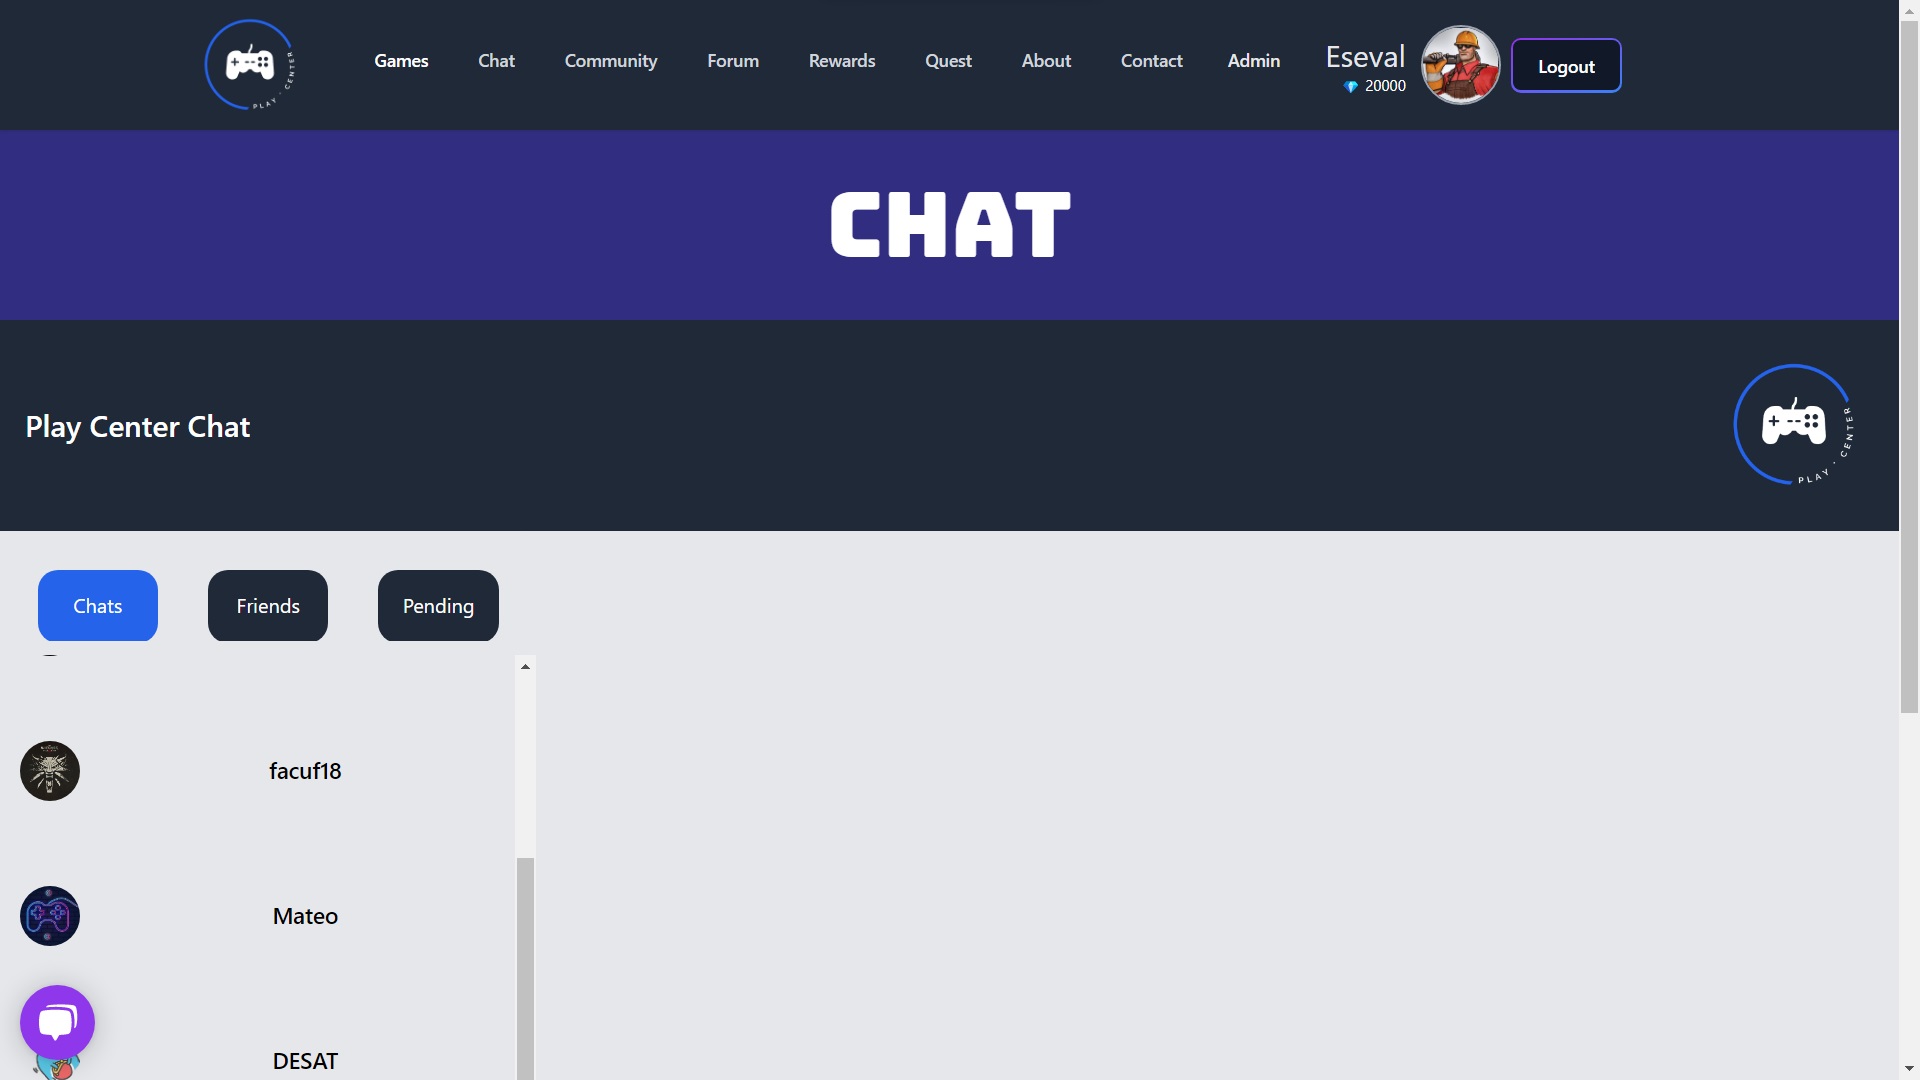 PLAY · CENTER
Games Chat Community Forum Rewards Quest About Contact Admin
Eseval
20000
Logout
CHAT
Play Center Chat
PLAY · CENTER
Chats Friends Pending
facuf18
Mateo
DESAT